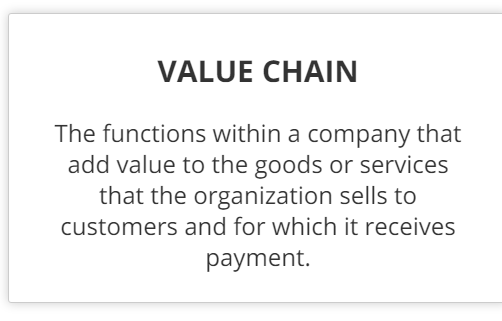 VALUE CHAIN
The functions within a company that
add value to the goods or services
that the organization sells to
customers and for which it receives
payment.